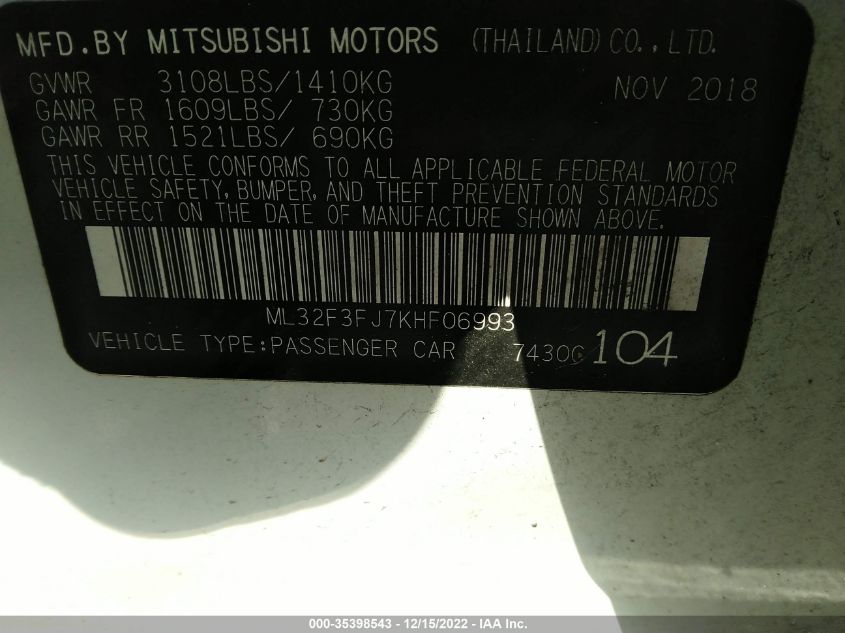 MFD.BY MITSUBISHI MOTORS (THAILAND) CO., LTD.
GVWR 3108LBS/1410KG NOV 2018
GAWR FR 1609LBS/ 730KG
GAWR RR 1521LBS/ 690KG
THIS VEHICLE CONFORMS TO ALL APPLICABLE FEDERAL MOTOR
VEHICLE SAFETY, BUMPER, AND THEFT PREVENTION STANDARDS
IN EFFECT ON THE DATE OF MANUFACTURE SHOWN ABOVE.
ML32F3FJ7KHF06993
VEHICLE TYPE:PASSENGER CAR 104
000-35398543 - 12/15/2022 - IAA Inc.